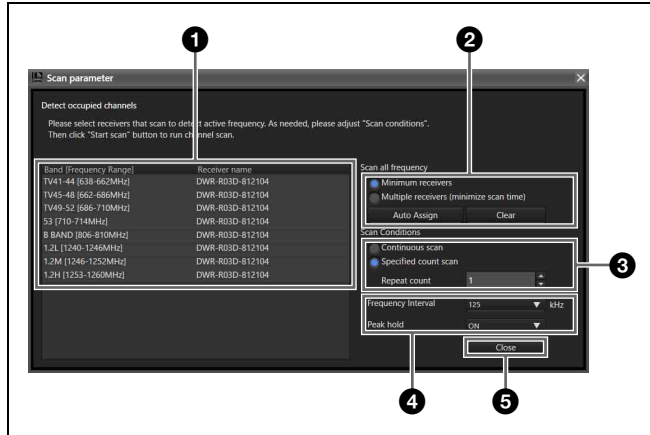 1
2
Scan parameter
Detect occupied channels
Please select receivers that scan to detect active frequency. As needed, please adjust "Scan conditions".
Then click "Start scan" button to run channel scan.
Band [Frequency Range] Receiver name
TV41-44 [638-662MHz] DWR-R03D-812104
TV45-48 [662-686MHz] DWR-R03D-812104
TV49-52 [686-710MHz] DWR-R03D-812104
53 [710-714MHz] DWR-R03D-812104
B BAND [806-810MHz] DWR-R03D-812104
1.2L [1240-1246MHz] DWR-R03D-812104
1.2M [1246-1252MHz] DWR-R03D-812104
1.2H [1253-1260MHz] DWR-R03D-812104
Scan all frequency
Minimum receivers
Multiple receivers (minimize scan time)
Auto Assign Clear
Scan Conditions
Continuous scan
Specified count scan
Repeat count 1
3
Frequency Interval 125 kHz
Peak hold ON
Close
4
5